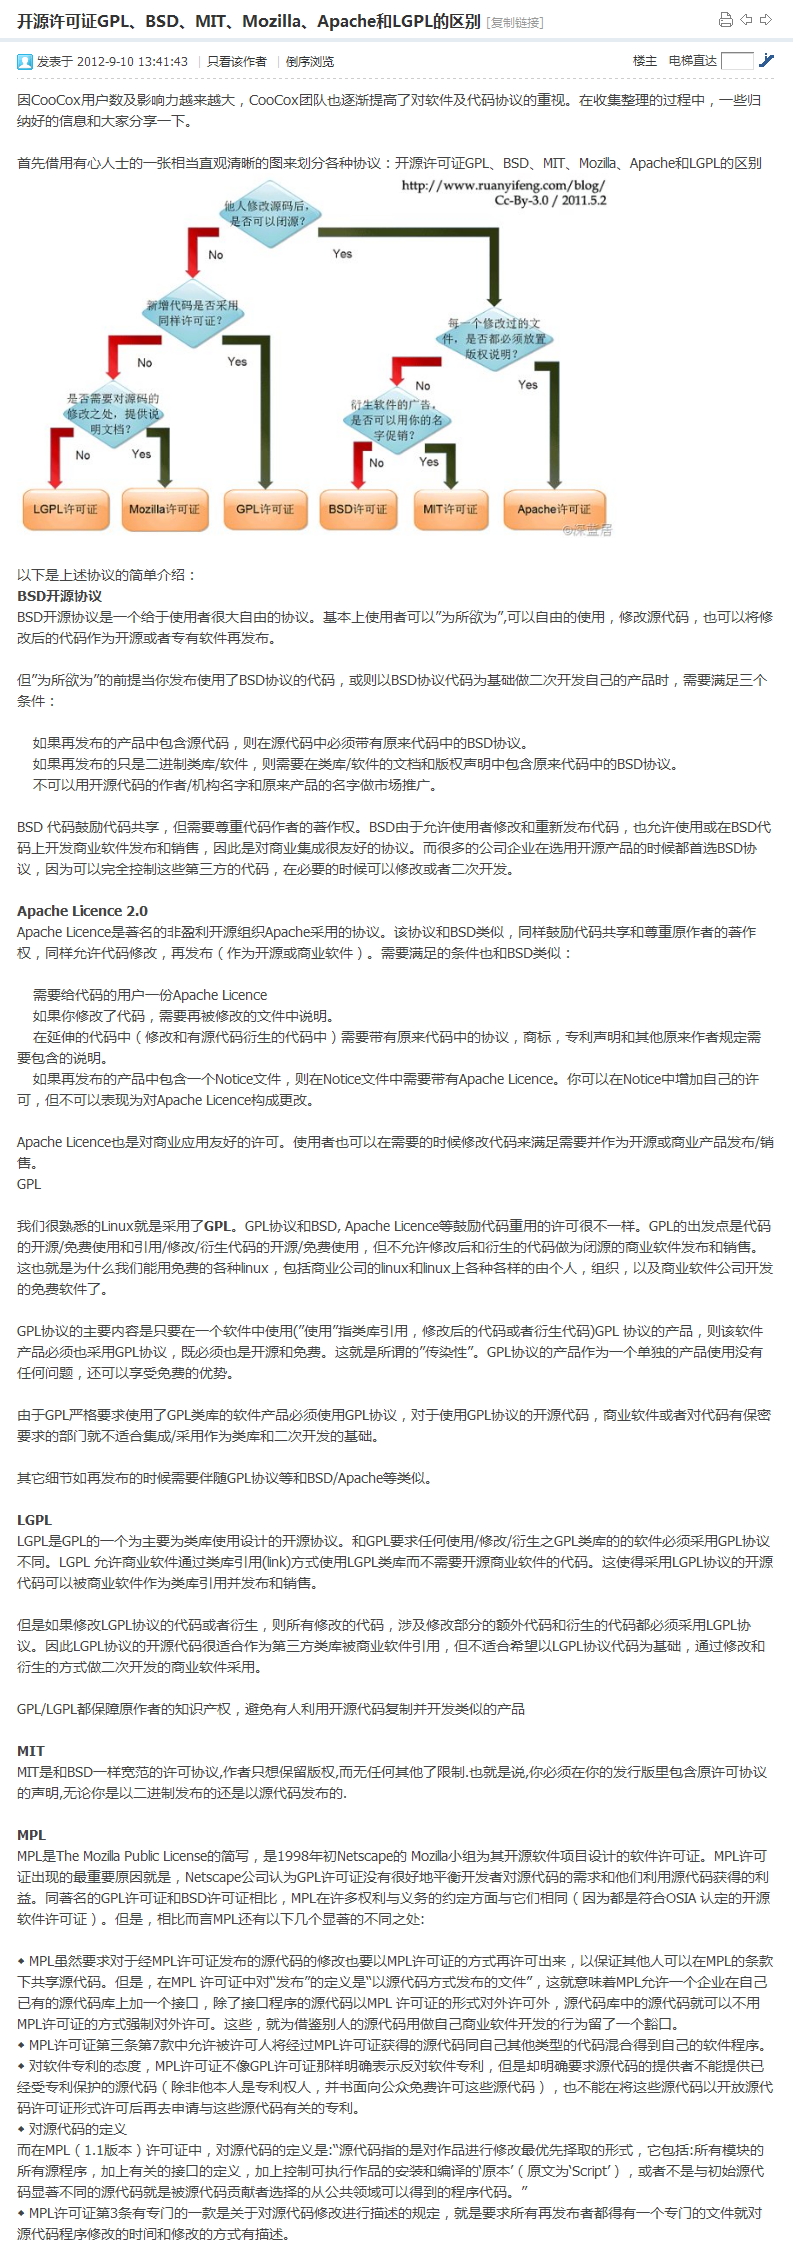 开源许可证GPL、BSD、MIT、Mozilla、Apache和LGPL的区别 [复制链接]
发表于 2012-9-10 13:41:43 | 只看该作者 | 倒序浏览
楼主 电梯直达
因CooCox用户数及影响力越来越大，CooCox团队也逐渐提高了对软件及代码协议的重视。在收集整理的过程中，一些归
纳好的信息和大家分享一下。
首先借用有心人士的一张相当直观清晰的图来划分各种协议：开源许可证GPL、BSD、MIT、Mozilla、Apache和LGPL的区别
http://www.ruanyifeng.com/blog/
Cc-By-3.0 / 2011.5.2
他人修改源码后，
是否可以闭源？
No
Yes
新增代码是否采用
同样许可证？
每一个修改过的文
件，是否都必须放置
版权说明？
No
Yes
No
Yes
是否需要对源码的
修改之处，提供说
明文档？
衍生软件的广告，
是否可以用你的名
字促销？
No
Yes
No
Yes
LGPL许可证
Mozilla许可证
GPL许可证
BSD许可证
MIT许可证
Apache许可证
@深蓝居
以下是上述协议的简单介绍：
BSD开源协议
BSD开源协议是一个给于使用者很大自由的协议。基本上使用者可以”为所欲为”,可以自由的使用，修改源代码，也可以将修
改后的代码作为开源或者专有软件再发布。
但”为所欲为”的前提当你发布使用了BSD协议的代码，或则以BSD协议代码为基础做二次开发自己的产品时，需要满足三个
条件：
如果再发布的产品中包含源代码，则在源代码中必须带有原来代码中的BSD协议。
如果再发布的只是二进制类库/软件，则需要在类库/软件的文档和版权声明中包含原来代码中的BSD协议。
不可以用开源代码的作者/机构名字和原来产品的名字做市场推广。
BSD 代码鼓励代码共享，但需要尊重代码作者的著作权。BSD由于允许使用者修改和重新发布代码，也允许使用或在BSD代
码上开发商业软件发布和销售，因此是对商业集成很友好的协议。而很多的公司企业在选用开源产品的时候都首选BSD协
议，因为可以完全控制这些第三方的代码，在必要的时候可以修改或者二次开发。
Apache Licence 2.0
Apache Licence是著名的非盈利开源组织Apache采用的协议。该协议和BSD类似，同样鼓励代码共享和尊重原作者的著作
权，同样允许代码修改，再发布（作为开源或商业软件）。需要满足的条件也和BSD类似：
需要给代码的用户一份Apache Licence
如果你修改了代码，需要再被修改的文件中说明。
在延伸的代码中（修改和有源代码衍生的代码中）需要带有原来代码中的协议，商标，专利声明和其他原来作者规定需
要包含的说明。
如果再发布的产品中包含一个Notice文件，则在Notice文件中需要带有Apache Licence。你可以在Notice中增加自己的许
可，但不可以表现为对Apache Licence构成更改。
Apache Licence也是对商业应用友好的许可。使用者也可以在需要的时候修改代码来满足需要并作为开源或商业产品发布/销
售。
GPL
我们很熟悉的Linux就是采用了GPL。GPL协议和BSD, Apache Licence等鼓励代码重用的许可很不一样。GPL的出发点是代码
的开源/免费使用和引用/修改/衍生代码的开源/免费使用，但不允许修改后和衍生的代码做为闭源的商业软件发布和销售。
这也就是为什么我们能用免费的各种linux，包括商业公司的linux和linux上各种各样的由个人，组织，以及商业软件公司开发
的免费软件了。
GPL协议的主要内容是只要在一个软件中使用(”使用”指类库引用，修改后的代码或者衍生代码)GPL 协议的产品，则该软件
产品必须也采用GPL协议，既必须也是开源和免费。这就是所谓的”传染性”。GPL协议的产品作为一个单独的产品使用没有
任何问题，还可以享受免费的优势。
由于GPL严格要求使用了GPL类库的软件产品必须使用GPL协议，对于使用GPL协议的开源代码，商业软件或者对代码有保密
要求的部门就不适合集成/采用作为类库和二次开发的基础。
其它细节如再发布的时候需要伴随GPL协议等和BSD/Apache等类似。
LGPL
LGPL是GPL的一个为主要为类库使用设计的开源协议。和GPL要求任何使用/修改/衍生之GPL类库的的软件必须采用GPL协议
不同。LGPL 允许商业软件通过类库引用(link)方式使用LGPL类库而不需要开源商业软件的代码。这使得采用LGPL协议的开源
代码可以被商业软件作为类库引用并发布和销售。
但是如果修改LGPL协议的代码或者衍生，则所有修改的代码，涉及修改部分的额外代码和衍生的代码都必须采用LGPL协
议。因此LGPL协议的开源代码很适合作为第三方类库被商业软件引用，但不适合希望以LGPL协议代码为基础，通过修改和
衍生的方式做二次开发的商业软件采用。
GPL/LGPL都保障原作者的知识产权，避免有人利用开源代码复制并开发类似的产品
MIT
MIT是和BSD一样宽范的许可协议,作者只想保留版权,而无任何其他了限制.也就是说,你必须在你的发行版里包含原许可协议
的声明,无论你是以二进制发布的还是以源代码发布的.
MPL
MPL是The Mozilla Public License的简写，是1998年初Netscape的 Mozilla小组为其开源软件项目设计的软件许可证。MPL许可
证出现的最重要原因就是，Netscape公司认为GPL许可证没有很好地平衡开发者对源代码的需求和他们利用源代码获得的利
益。同著名的GPL许可证和BSD许可证相比，MPL在许多权利与义务的约定方面与它们相同（因为都是符合OSIA 认定的开源
软件许可证）。但是，相比而言MPL还有以下几个显著的不同之处:
◆ MPL虽然要求对于经MPL许可证发布的源代码的修改也要以MPL许可证的方式再许可出来，以保证其他人可以在MPL的条款
下共享源代码。但是，在MPL 许可证中对“发布”的定义是“以源代码方式发布的文件”，这就意味着MPL允许一个企业在自己
已有的源代码库上加一个接口，除了接口程序的源代码以MPL 许可证的形式对外许可外，源代码库中的源代码就可以不用
MPL许可证的方式强制对外许可。这些，就为借鉴别人的源代码用做自己商业软件开发的行为留了一个豁口。
◆ MPL许可证第三条第7款中允许被许可人将经过MPL许可证获得的源代码同自己其他类型的代码混合得到自己的软件程序。
◆ 对软件专利的态度，MPL许可证不像GPL许可证那样明确表示反对软件专利，但是却明确要求源代码的提供者不能提供已
经受专利保护的源代码（除非他本人是专利权人，并书面向公众免费许可这些源代码），也不能在将这些源代码以开放源代
码许可证形式许可后再去申请与这些源代码有关的专利。
◆ 对源代码的定义
而在MPL（1.1版本）许可证中，对源代码的定义是:“源代码指的是对作品进行修改最优先择取的形式，它包括:所有模块的
所有源程序，加上有关的接口的定义，加上控制可执行作品的安装和编译的‘原本’（原文为‘Script’），或者不是与初始源代
码显著不同的源代码就是被源代码贡献者选择的从公共领域可以得到的程序代码。”
◆ MPL许可证第3条有专门的一款是关于对源代码修改进行描述的规定，就是要求所有再发布者都得有一个专门的文件就对
源代码程序修改的时间和修改的方式有描述。